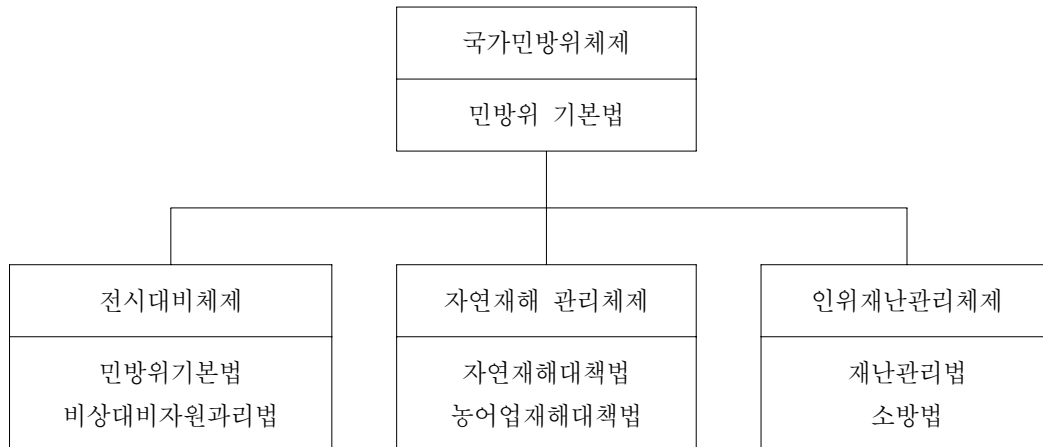 국가민방위체제
민방위 기본법
전시대비체제
민방위기본법
비상대비자원과리법
자연재해 관리체제
자연재해대책법
농어업재해대책법
인위재난관리체제
재난관리법
소방법